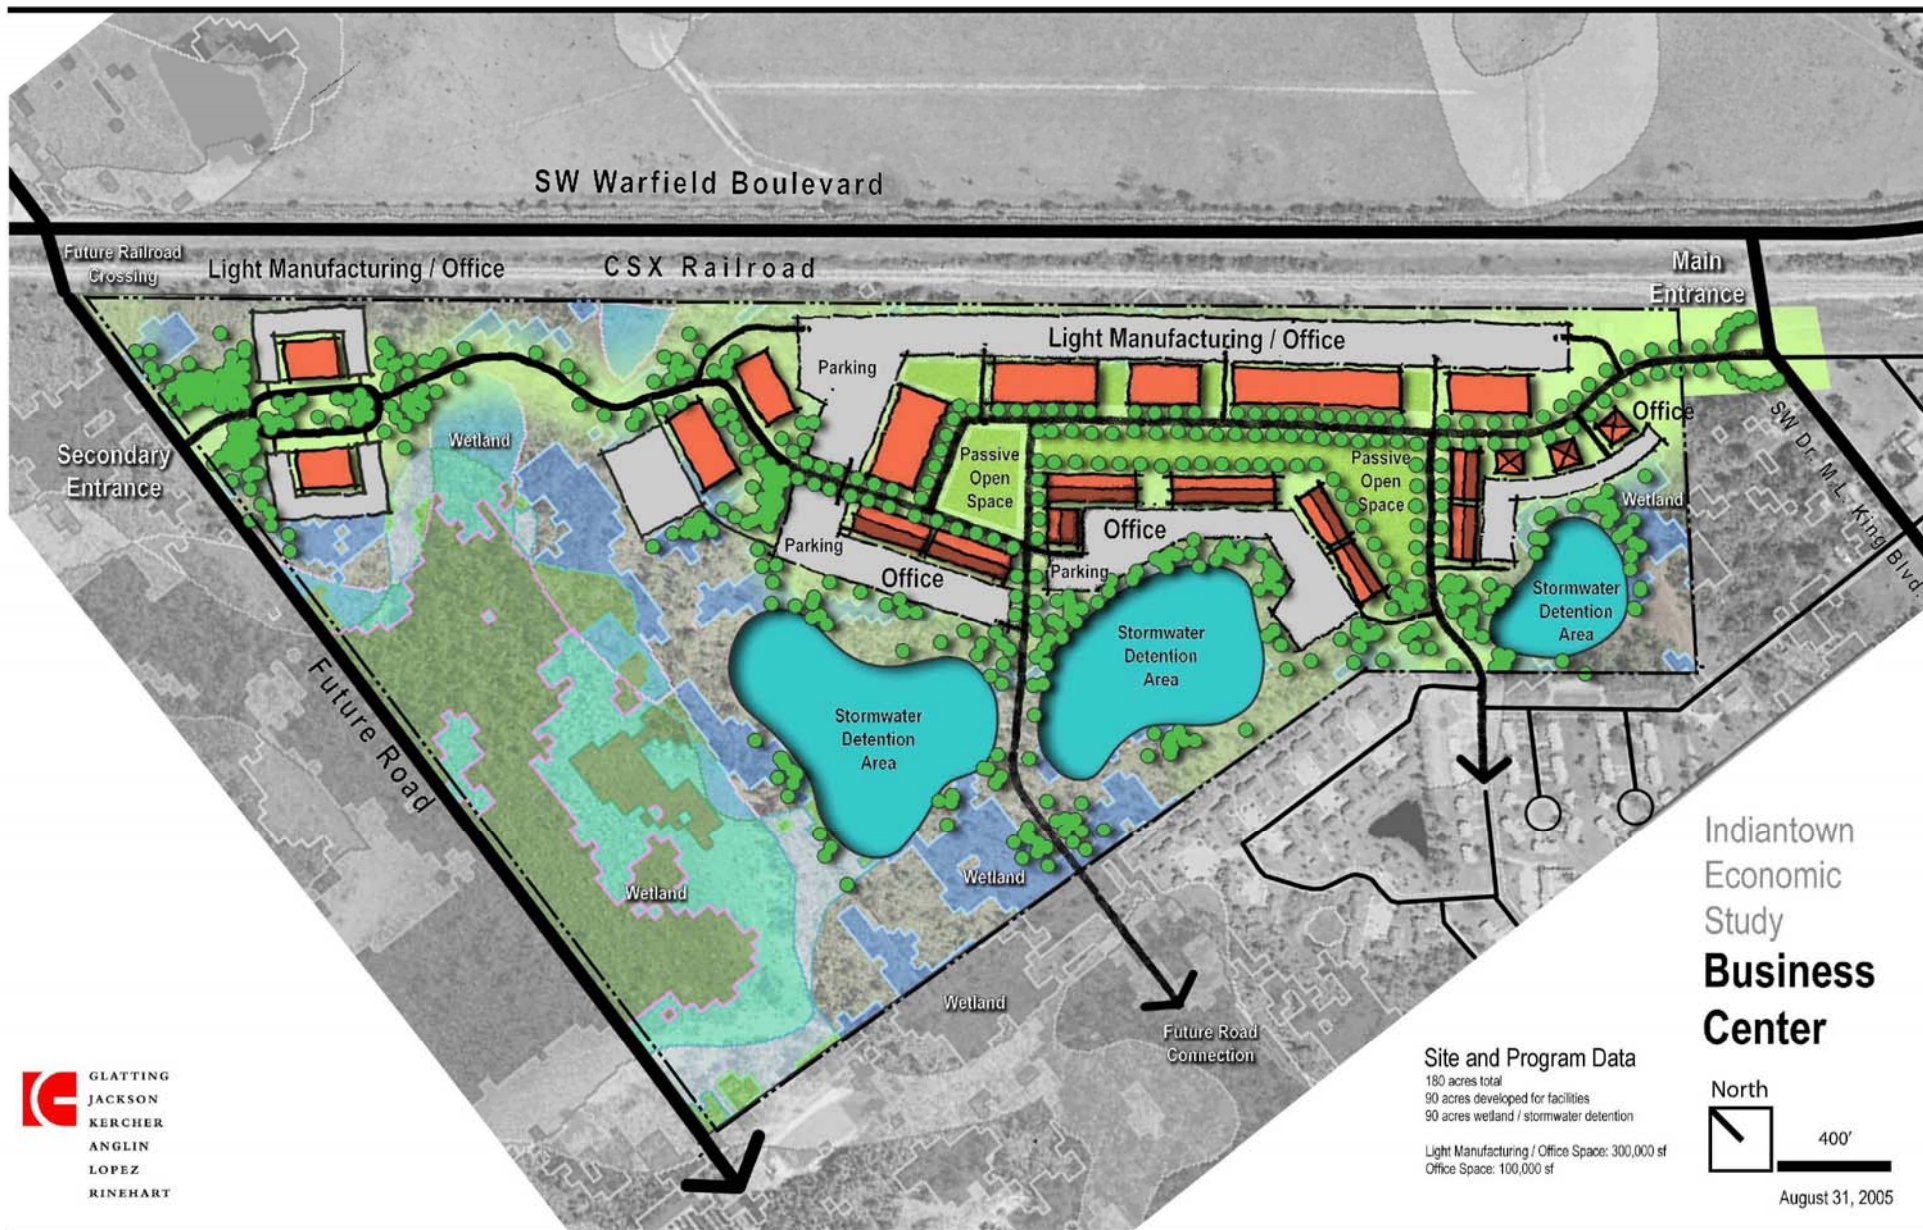 SW Warfield Boulevard
Future Railroad
Crossing
Light Manufacturing / Office
CSX Railroad
Main
Entrance
Light Manufacturing / Office
Parking
Office
SW Dr. M.L. King Blvd.
Secondary
Entrance
Wetland
Passive
Open
Space
Passive
Open
Space
Wetland
Parking
Office
Office
Parking
Stormwater
Detention
Area
Stormwater
Detention
Area
Stormwater
Detention
Area
Future Road
Wetland
Wetland
Wetland
Future Road
Connection
Indiantown
Economic
Study
Business
Center
Site and Program Data
180 acres total
90 acres developed for facilities
90 acres wetland / stormwater detention
Light Manufacturing / Office Space: 300,000 sf
Office Space: 100,000 sf
North
400'
August 31, 2005
GLATTING
JACKSON
KERCHER
ANGLIN
LOPEZ
RINEHART